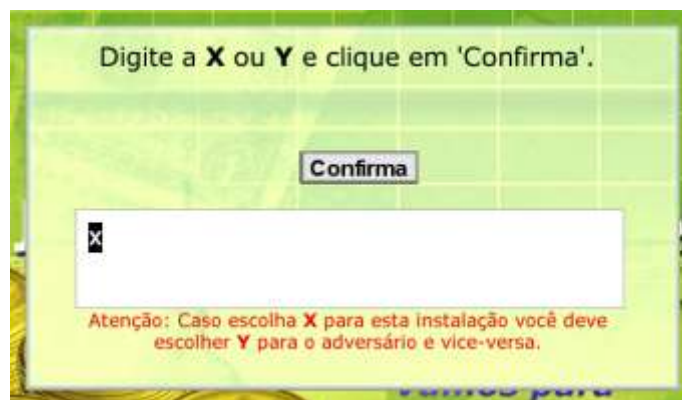 Digite a X ou Y e clique em 'Confirma'.
Confirma
x
Atenção: Caso escolha X para esta instalação você deve
escolher Y para o adversário e vice-versa.